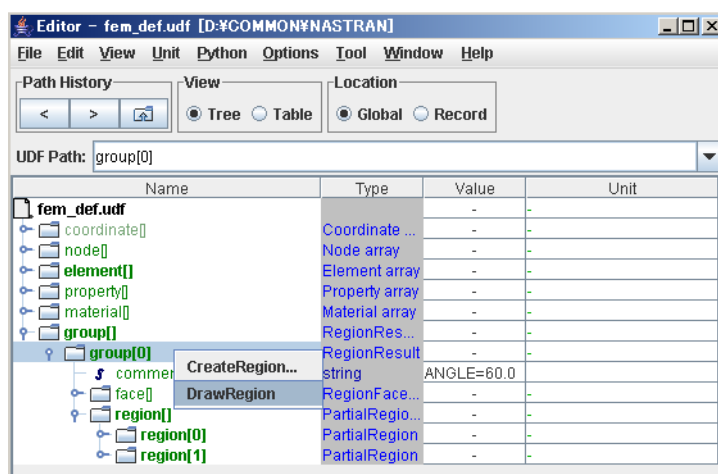 Editor - fem_def.udf [D:¥COMMON¥NASTRAN]
File Edit View Unit Python Options Tool Window Help
Path History View Location
< > Tree Table Global Record
UDF Path: group[0]
Name Type Value Unit
fem_def.udf - -
coordinate[] Coordinate ... - -
node[] Node array - -
element[] Element array - -
property[] Property array - -
material[] Material array - -
group[] RegionRes... - -
group[0] RegionResult - -
CreateRegion...
s string ANGLE=60.0
DrawRegion
face[] RegionFace... - -
region[] PartialRegio... - -
region[0] PartialRegion - -
region[1] PartialRegion - -